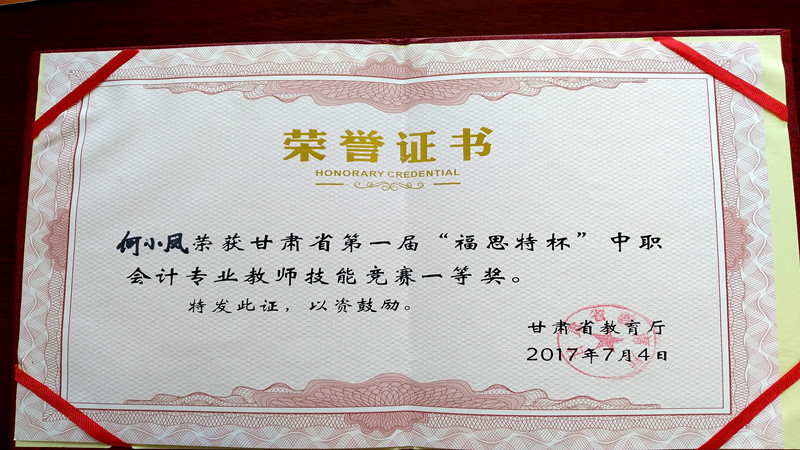 荣誉证书
HONORARY CREDENTIAL
何小凤荣获甘肃省第一届“福思特杯”中职
会计专业教师技能竞赛一等奖。
特发此证，以资鼓励。
甘肃省教育厅
2017年7月4日